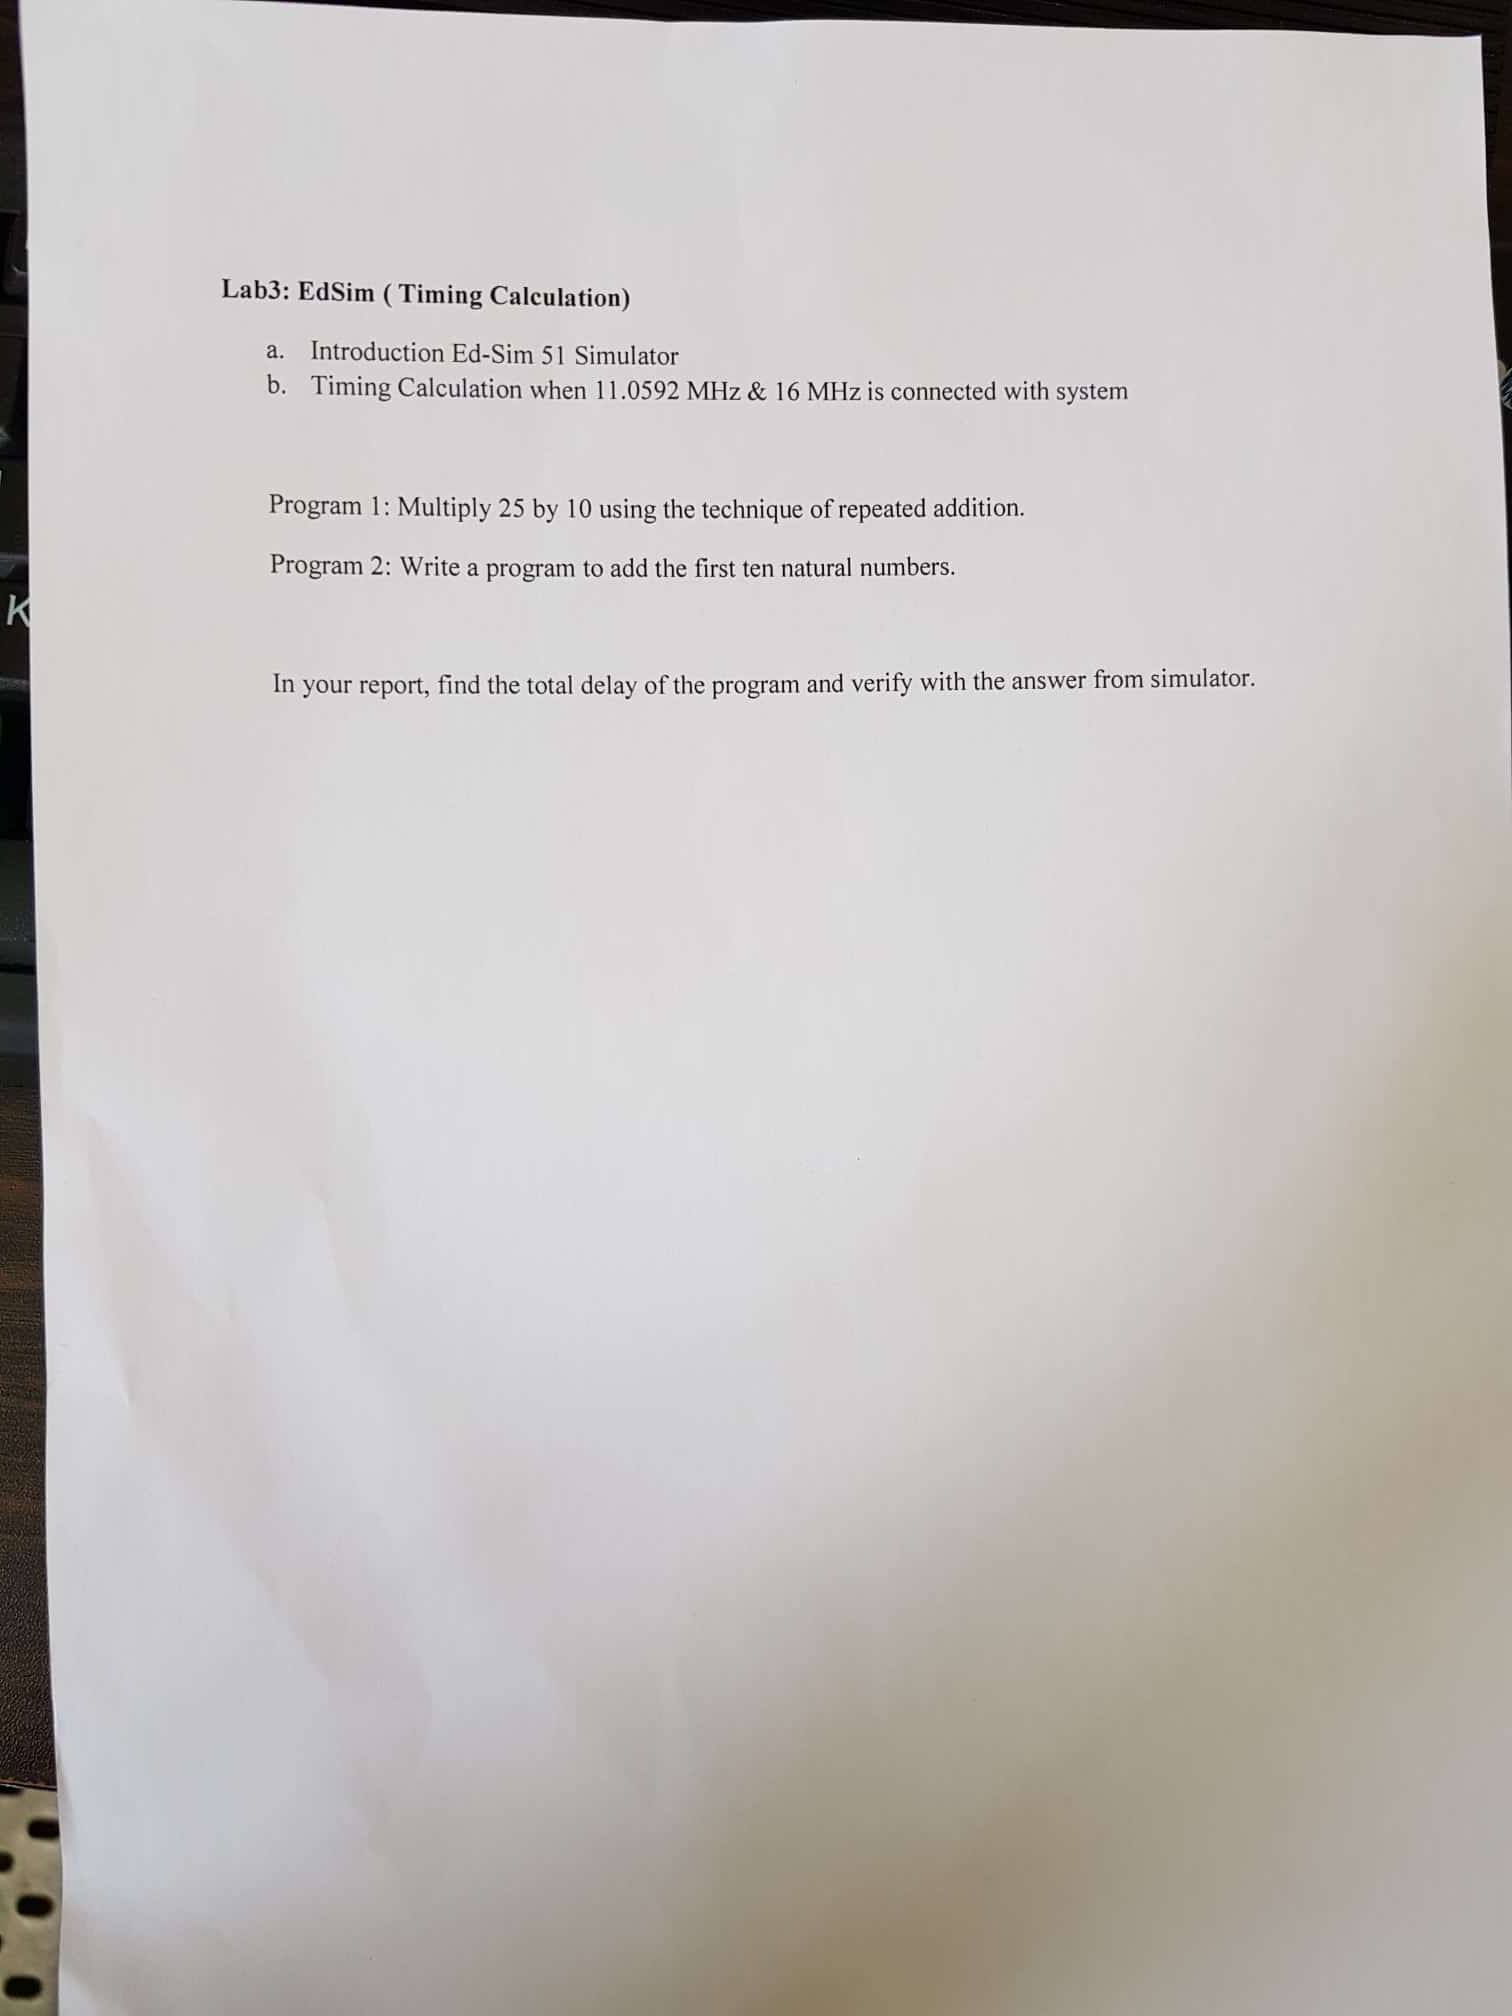 Lab3: EdSim ( Timing Calculation)
a. Introduction Ed-Sim 51 Simulator
b. Timing Calculation when 11.0592 MHz & 16 MHz is connected with system
Program 1: Multiply 25 by 10 using the technique of repeated addition.
Program 2: Write a program to add the first ten natural numbers.
K
In your report, find the total delay of the program and verify with the answer from simulator.